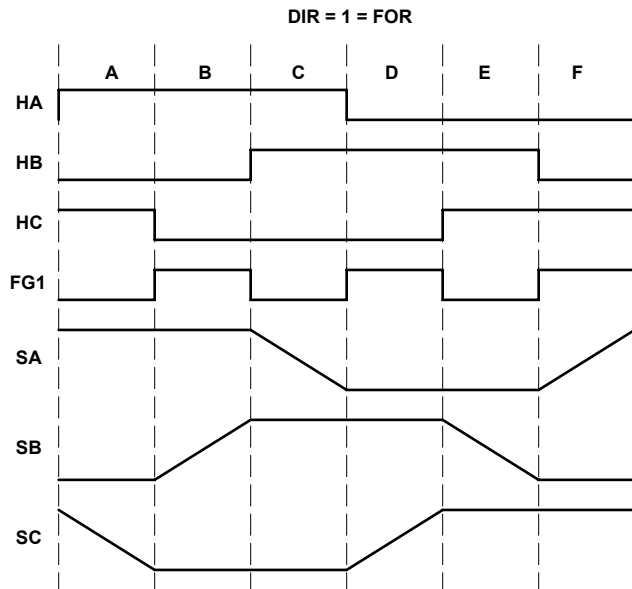 DIR = 1 = FOR
A B C D E F
HA
HB
HC
FG1
SA
SB
SC